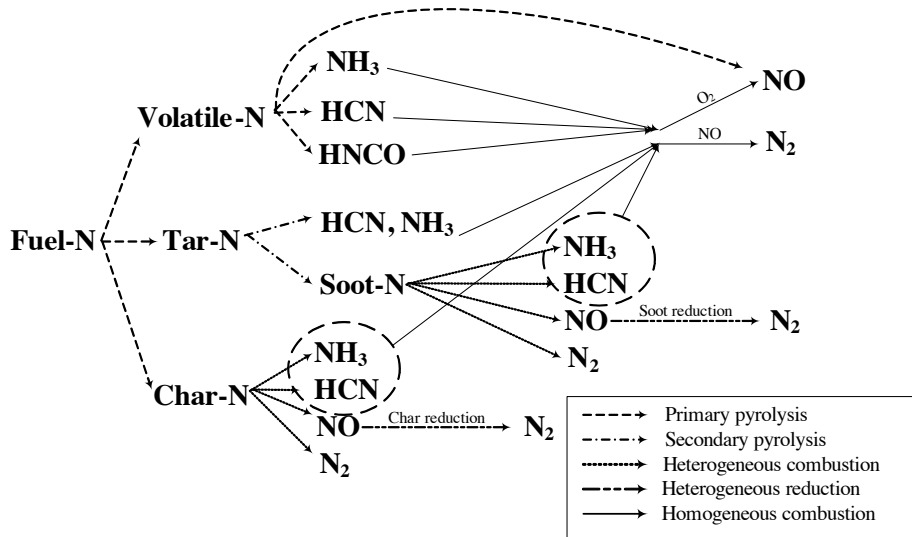 NH₃
NO
O₂
Volatile-N
HCN
NO
N₂
HNCO
HCN, NH₃
Fuel-N
Tar-N
NH₃
Soot-N
HCN
NO
Soot reduction
N₂
NH₃
N₂
Char-N
HCN
NO
Char reduction
N₂
N₂
Primary pyrolysis
Secondary pyrolysis
Heterogeneous combustion
Heterogeneous reduction
Homogeneous combustion